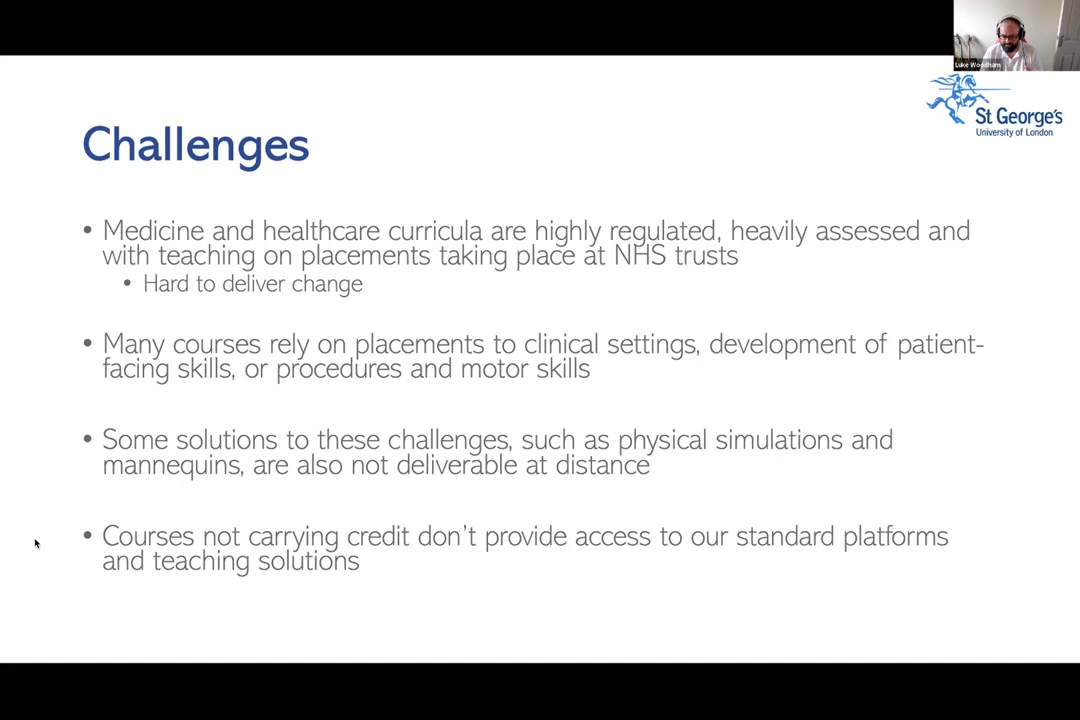 Luke Woodham
St George's
University of London
Challenges
• Medicine and healthcare curricula are highly regulated, heavily assessed and
with teaching on placements taking place at NHS trusts
• Hard to deliver change
• Many courses rely on placements to clinical settings, development of patient-
facing skills, or procedures and motor skills
• Some solutions to these challenges, such as physical simulations and
mannequins, are also not deliverable at distance
• Courses not carrying credit don't provide access to our standard platforms
and teaching solutions